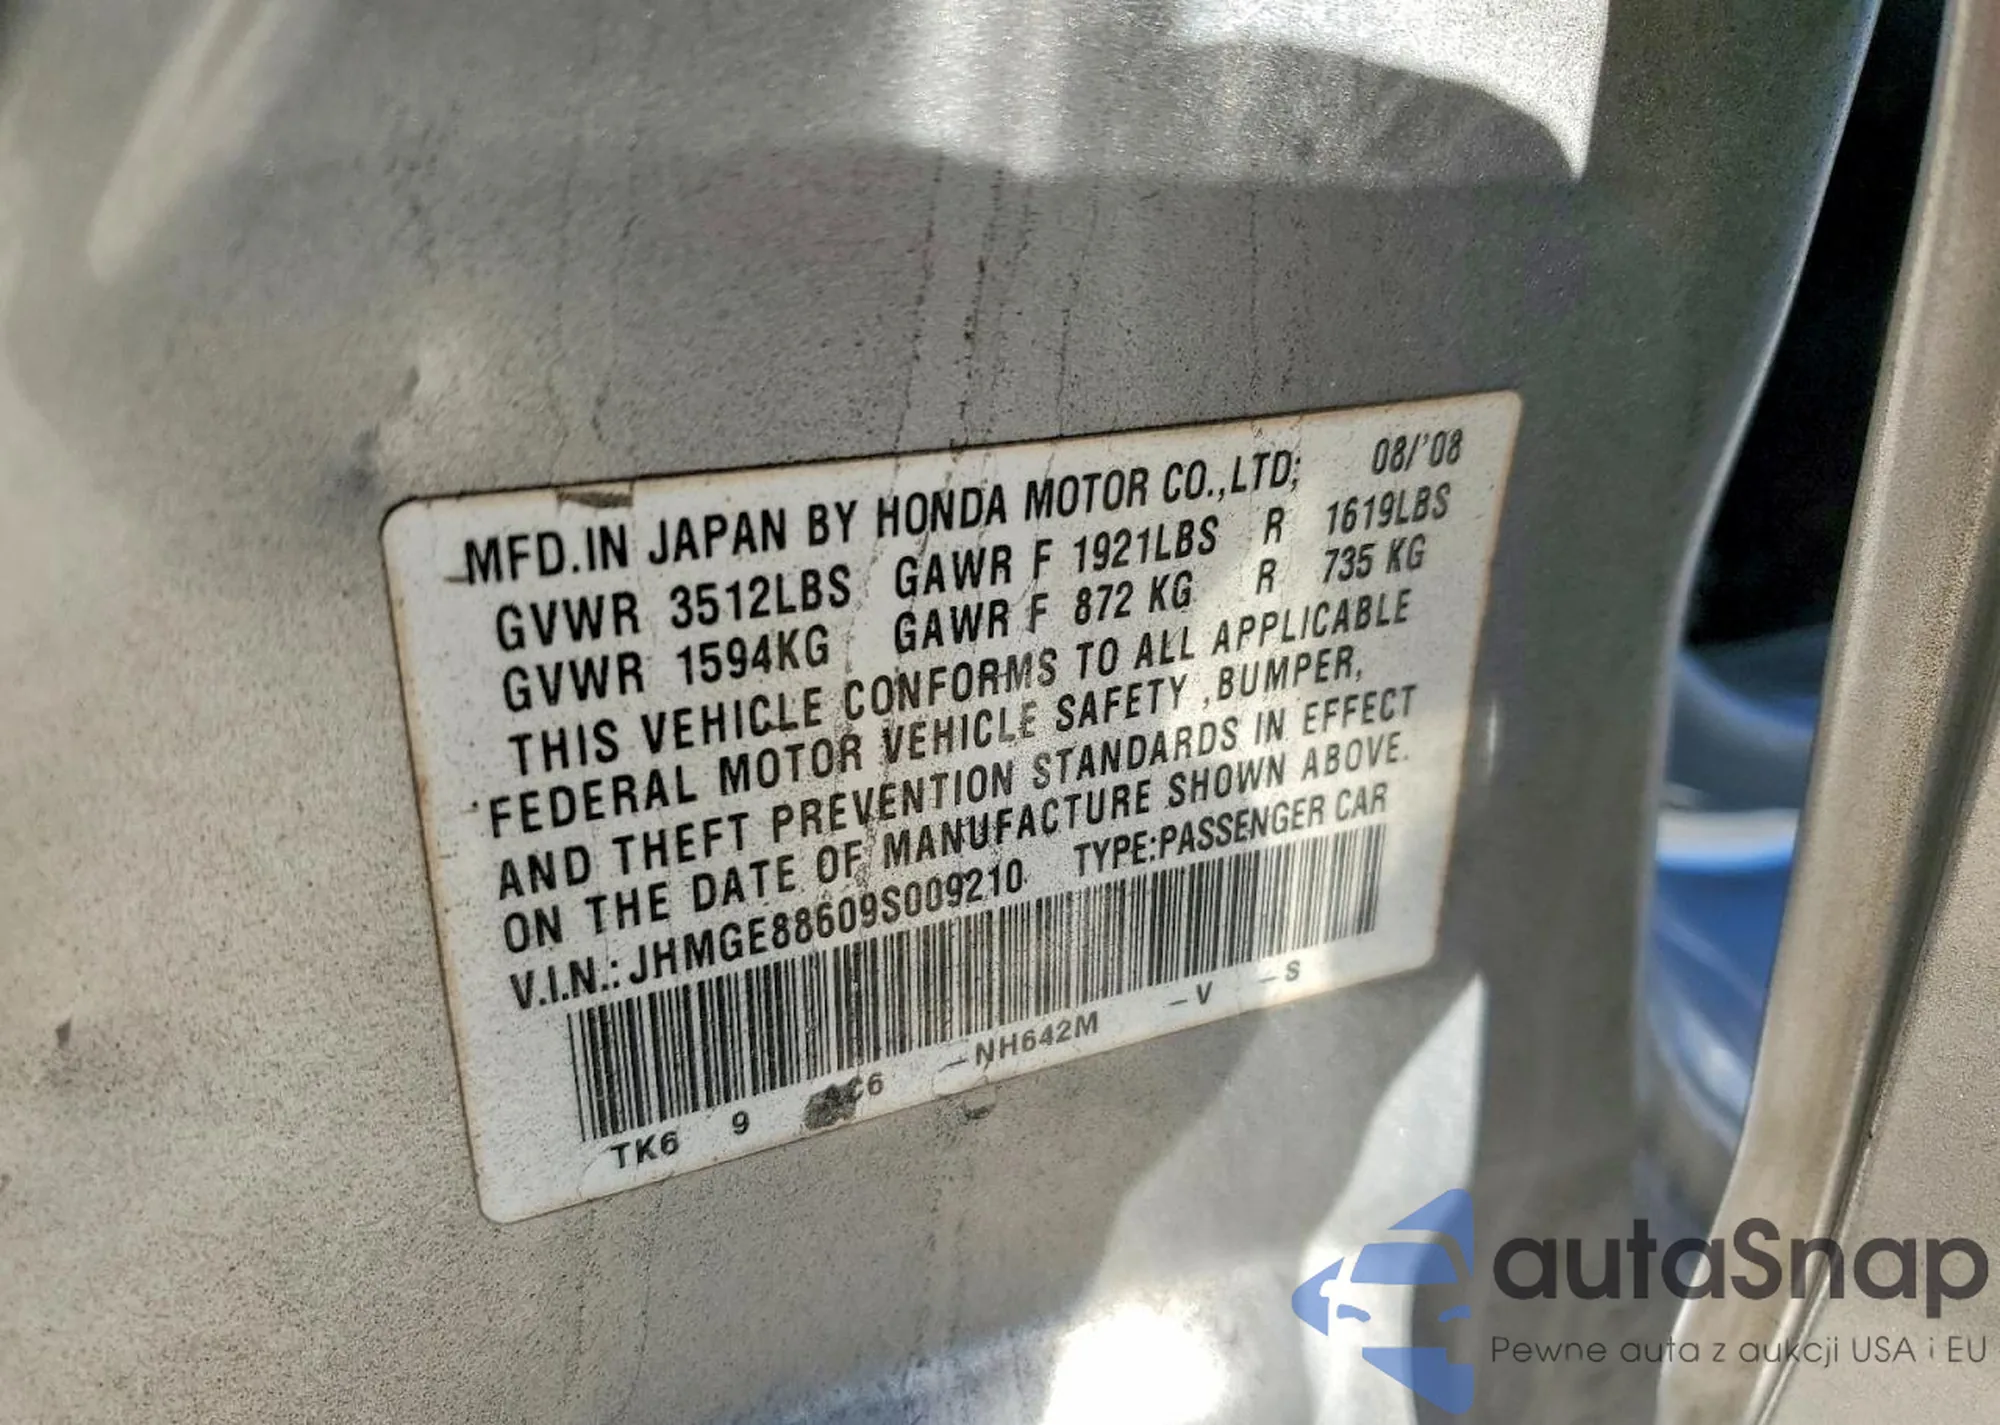 MFD.IN JAPAN BY HONDA MOTOR CO.,LTD; 08/'08
GVWR 3512LBS GAWR F 1921LBS R 1619LBS
GVWR 1594KG GAWR F 872 KG R 735 KG
THIS VEHICLE CONFORMS TO ALL APPLICABLE
FEDERAL MOTOR VEHICLE SAFETY ,BUMPER,
AND THEFT PREVENTION STANDARDS IN EFFECT
ON THE DATE OF MANUFACTURE SHOWN ABOVE.
V.I.N.: JHMGE88609S009210 TYPE:PASSENGER CAR
TK6 9 C6 –NH642M –V –S
autaSnap
Pewne auta z aukcji USA i EU